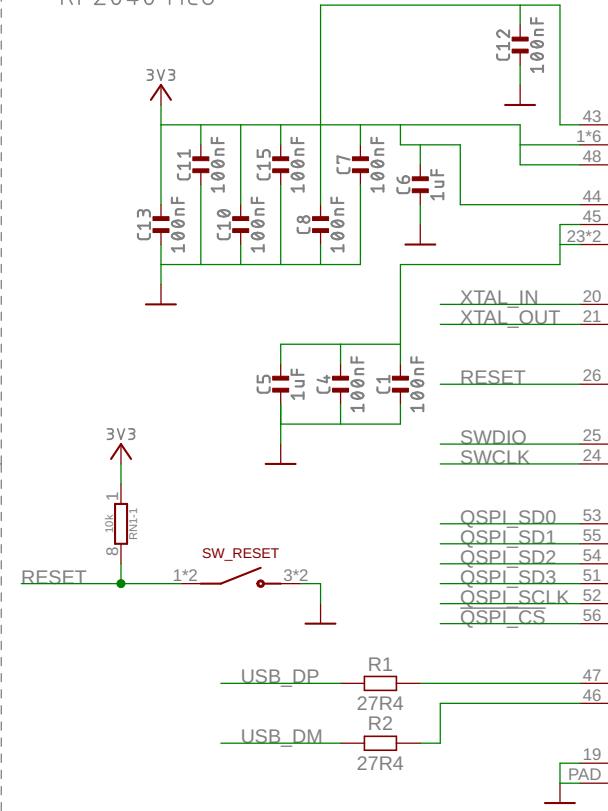 RP2040 MCU
C12
100nF
3V3
43
1*6
48
C11
100nF
C15
100nF
C7
100nF
C6
1uF
C13
100nF
C10
100nF
C8
100nF
44
45
23*2
XTAL_IN 20
XTAL_OUT 21
C5
1uF
C4
100nF
C1
100nF
RESET 26
3V3
SWDIO 25
SWCLK 24
1
10k
RN1-1
8
QSPI_SD0 53
QSPI_SD1 55
QSPI_SD2 54
QSPI_SD3 51
QSPI_SCLK 52
QSPI_CS 56
SW_RESET
RESET 1*2 3*2
R1
USB_DP 47
27R4
46
R2
USB_DM
27R4
19
PAD